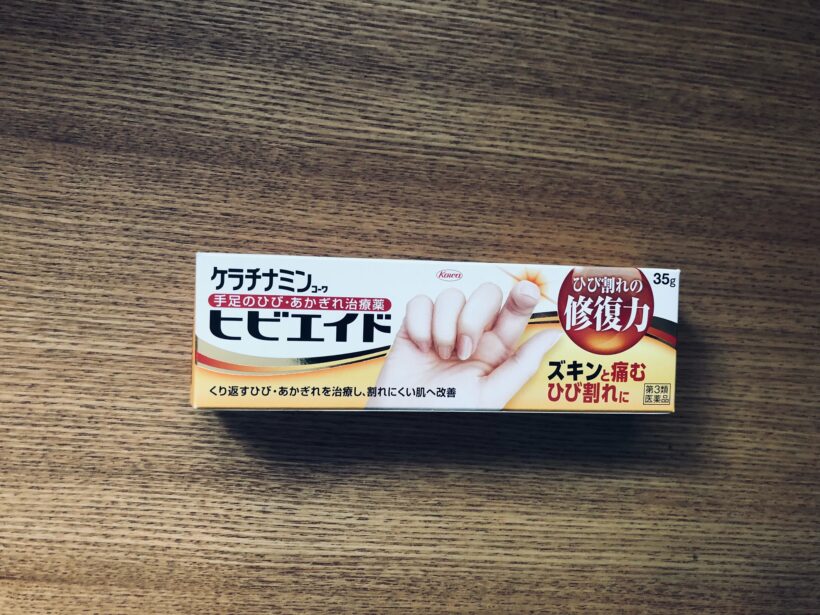 ケラチナミンコーワ
手足のひび・あかぎれ治療薬
ヒビエイド
くり返すひび・あかぎれを治療し、割れにくい肌へ改善
Kowa
ひび割れの
修復力
35g
ズキンと痛む
ひび割れに
第3類
医薬品